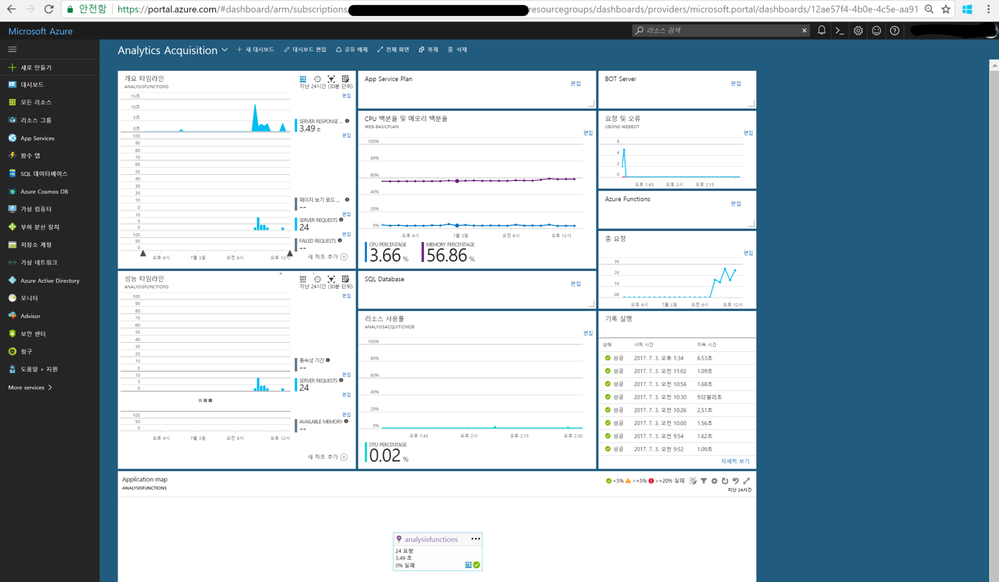 안전함 https://portal.azure.com/#dashboard/arm/subscriptions/ resourcegroups/dashboards/providers/microsoft.portal/dashboards/12ae57f4-4b0e-4c5e-aa91
Microsoft Azure
리소스 검색
새로 만들기
대시보드
모든 리소스
리소스 그룹
App Services
함수 앱
SQL 데이터베이스
Azure Cosmos DB
가상 컴퓨터
부하 분산 장치
저장소 계정
가상 네트워크
Azure Active Directory
모니터
Advisor
보안 센터
청구
도움말 + 지원
More services
Analytics Acquisition
새 대시보드
대시보드 편집
공유 해제
전체 화면
복제
삭제
개요 타임라인
ANALYSISFUNCTIONS
지난 24시간 (30분 단위)
편집
15초
10초
5초
0초
SERVER RESPONSE ...
3.49 초
편집
100
90
80
70
60
50
40
30
20
10
0
페이지 보기 로드 ...
--
편집
10
5
0
SERVER REQUESTS
24
편집
100
50
0
FAILED REQUESTS
--
오후 6시 7월 3일 오전 6시 오후 12시
새 차트 추가
성능 타임라인
ANALYSISFUNCTIONS
지난 24시간 (30분 단위)
편집
100
90
80
70
60
50
40
30
20
10
0
종속성 기간
--
편집
10
5
0
SERVER REQUESTS
24
편집
편집
100
50
0
AVAILABLE MEMORY
--
오후 6시 7월 3일 오전 6시 오후 12시
새 차트 추가
App Service Plan
편집
CPU 백분율 및 메모리 백분율
WEB-BASICPLAN
편집
100%
80%
60%
40%
20%
0%
오후 6시 7월 3일 오전 6시 오후 12시
CPU PERCENTAGE
3.66 %
MEMORY PERCENTAGE
56.86 %
SQL Database
편집
리소스 사용률
ANALYSISACQUITIONDB
편집
100%
80%
60%
40%
20%
0%
오후 1:45 오후 2시 오후 2:15 오후 2:30
DTU PERCENTAGE
0.02 %
BOT Server
편집
요청 및 오류
UBONE-WEBBOT
편집
6
4
2
0
오후 1:45 오후 2시 오후 2:15
Azure Functions
편집
총 요청
편집
3K
2K
1K
0K
오후 6시 7월 3일 오전 6시 오후 12시
기록 실행
상태 시작 시간 지속 시간
성공 2017. 7. 3. 오후 1:34 6.53초
성공 2017. 7. 3. 오전 11:02 1.09초
성공 2017. 7. 3. 오전 10:56 1.68초
성공 2017. 7. 3. 오전 10:30 932밀리초
성공 2017. 7. 3. 오전 10:26 2.51초
성공 2017. 7. 3. 오전 10:00 1.56초
성공 2017. 7. 3. 오전 9:54 1.62초
성공 2017. 7. 3. 오전 9:52 1.09초
자세히 보기
Application map
ANALYSISFUNCTIONS
<5% >=5% >=20% 실패
지난 24시간
analysisfunctions
24 요청
3.49 초
0% 실패